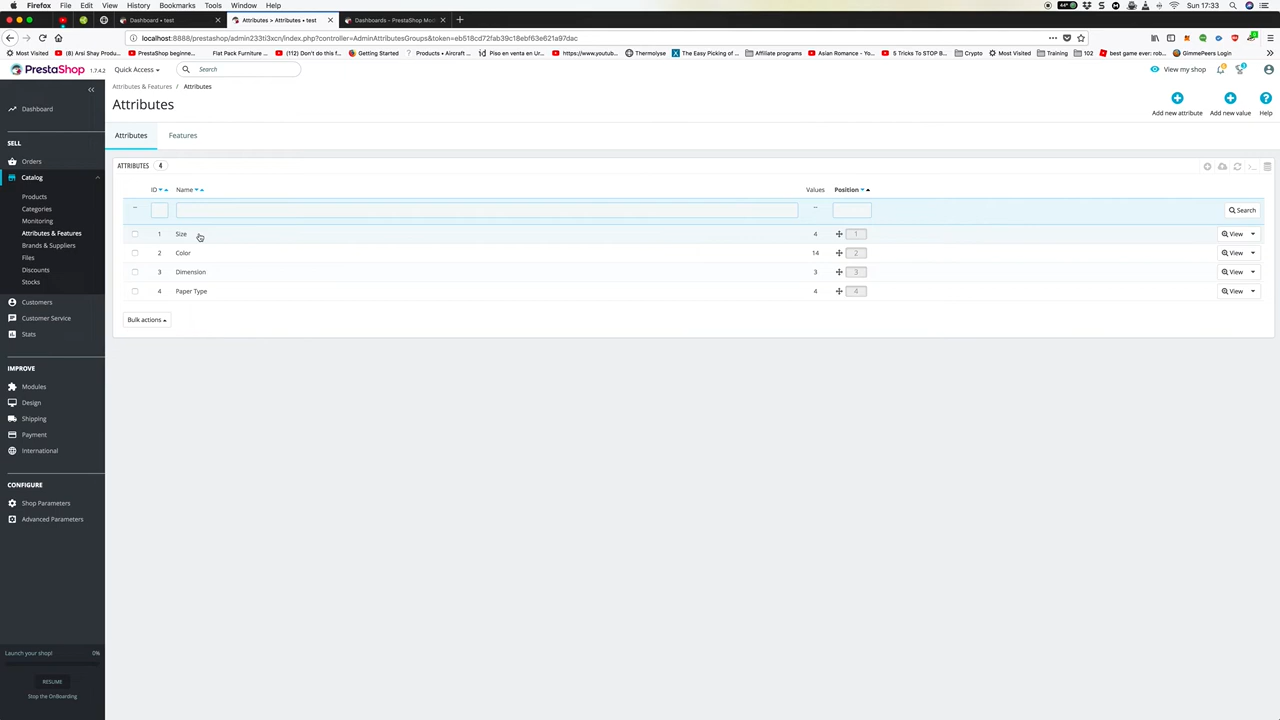 Firefox File Edit View History Bookmarks Tools Window Help
44° Sun 17:33
Dashboard • test
Attributes > Attributes • test
Dashboards - PrestaShop Mod
localhost:8888/prestashop/admin233ti3xcn/index.php?controller=AdminAttributesGroups&token=eb618cd72fab39c18ebf63e621a97dac
Most Visited
(8) Arsi Shay Produ...
PrestaShop beginne...
Flat Pack Furniture ...
(112) Don't do this f...
Getting Started
Products • Aircraft ...
Piso en venta en Ur...
https://www.youtub...
Thermolyse
The Easy Picking of ...
Affiliate programs
Asian Romance - Yo...
5 Tricks To STOP B...
Crypto
Most Visited
Training
102
best game ever: rob...
GimmePeers Login
PrestaShop 1.7.4.2
Quick Access
Search
View my shop
Attributes & Features / Attributes
Attributes
Add new attribute
Add new value
Help
Attributes
Features
Dashboard
SELL
Orders
Catalog
Products
Categories
Monitoring
Attributes & Features
Brands & Suppliers
Files
Discounts
Stocks
Customers
Customer Service
Stats
IMPROVE
Modules
Design
Shipping
Payment
International
CONFIGURE
Shop Parameters
Advanced Parameters
Launch your shop! 0%
RESUME
Stop the OnBoarding
ATTRIBUTES 4
ID Name Values Position
-- -- Search
1 Size 4 1 View
2 Color 14 2 View
3 Dimension 3 3 View
4 Paper Type 4 4 View
Bulk actions